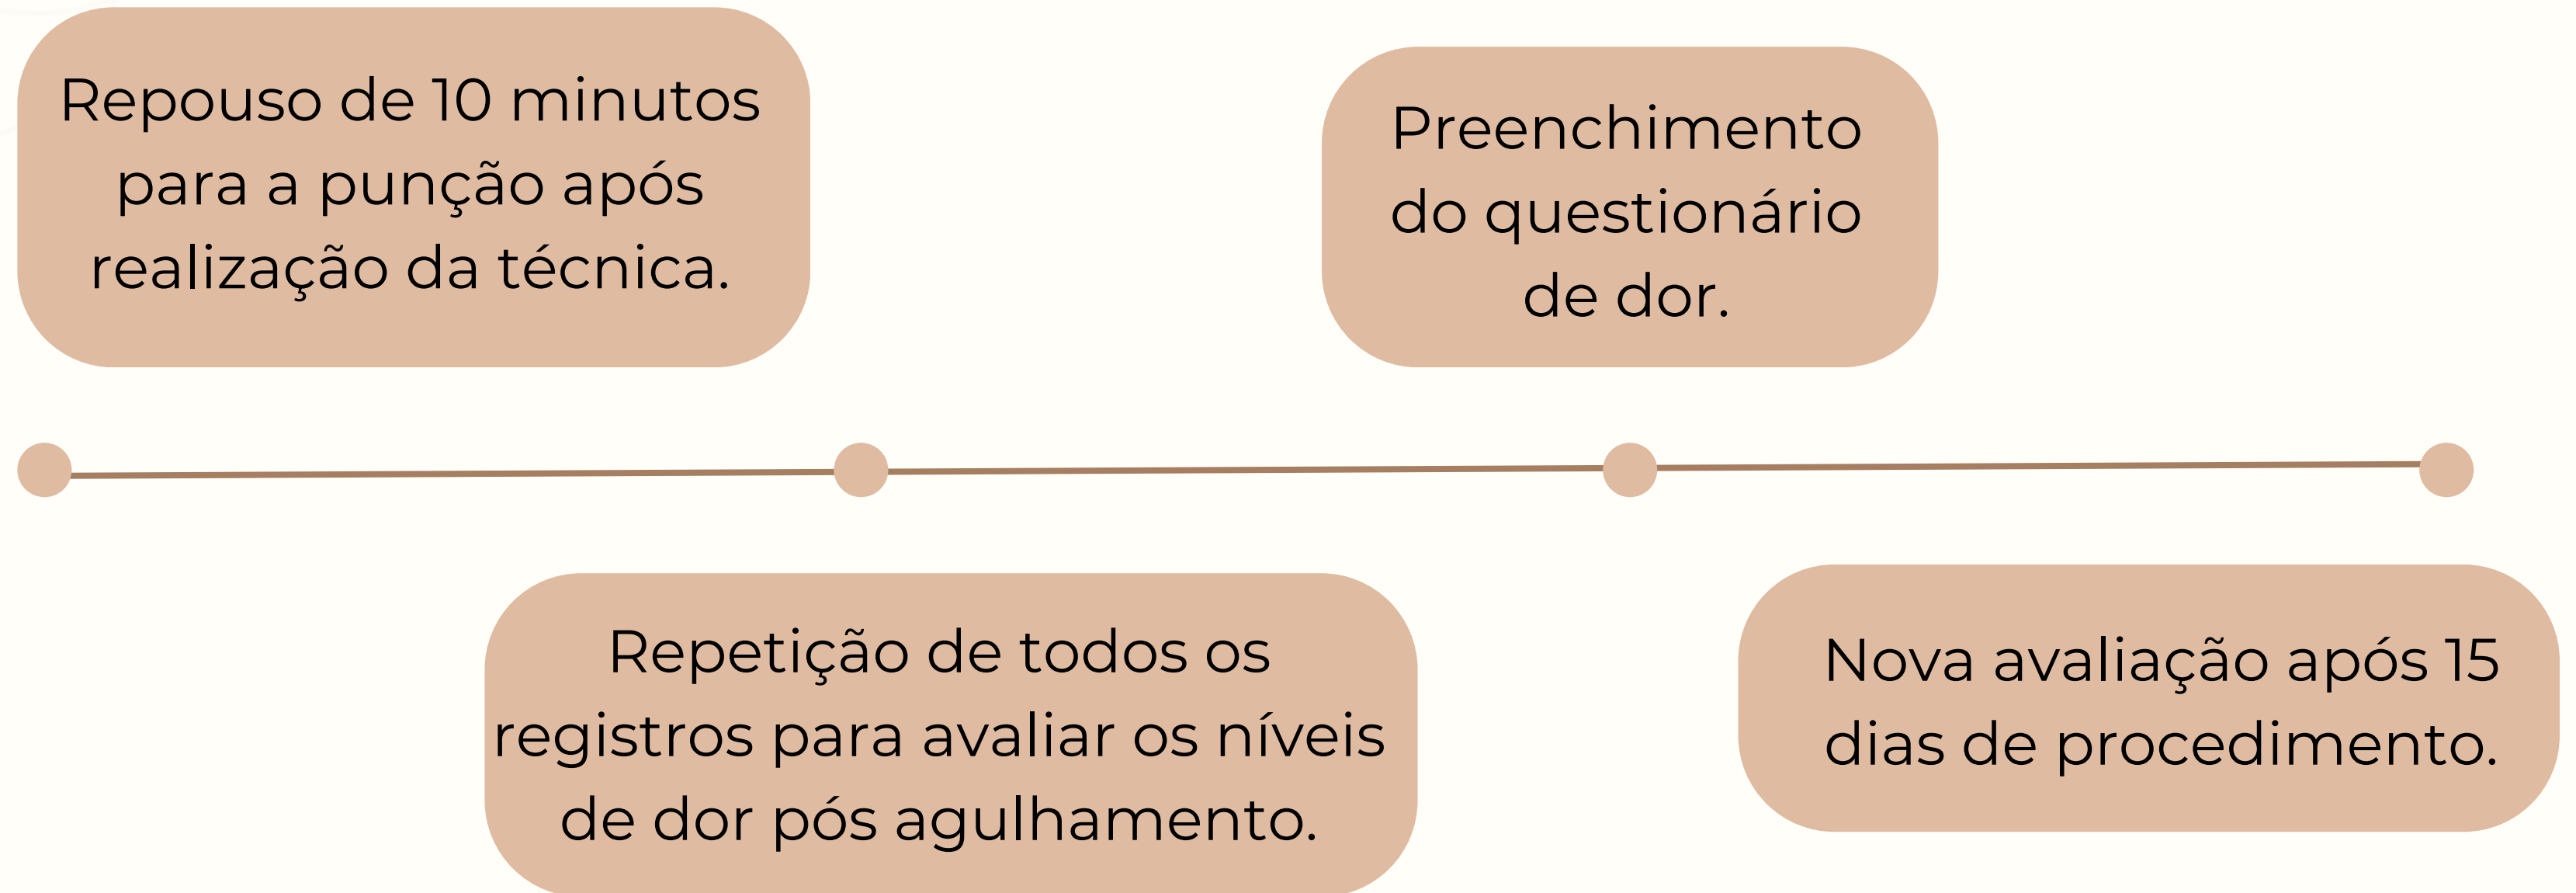 Repouso de 10 minutos
para a punção após
realização da técnica.
Repetição de todos os
registros para avaliar os níveis
de dor pós agulhamento.
Preenchimento
do questionário
de dor.
Nova avaliação após 15
dias de procedimento.